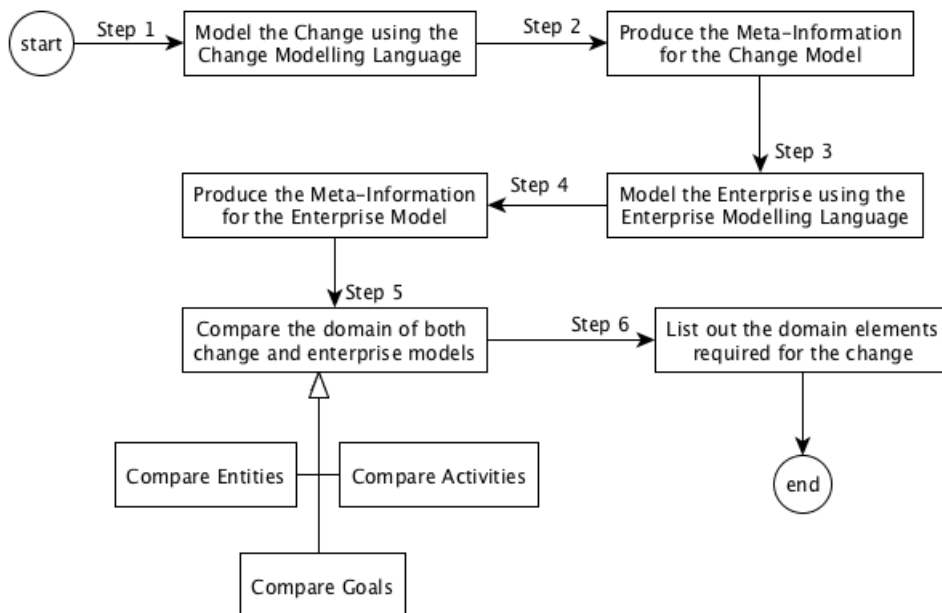 start
Step 1
Model the Change using the
Change Modelling Language
Step 2
Produce the Meta-Information
for the Change Model
Step 3
Model the Enterprise using the
Enterprise Modelling Language
Step 4
Produce the Meta-Information
for the Enterprise Model
Step 5
Compare the domain of both
change and enterprise models
Step 6
List out the domain elements
required for the change
Compare Entities
Compare Activities
Compare Goals
end